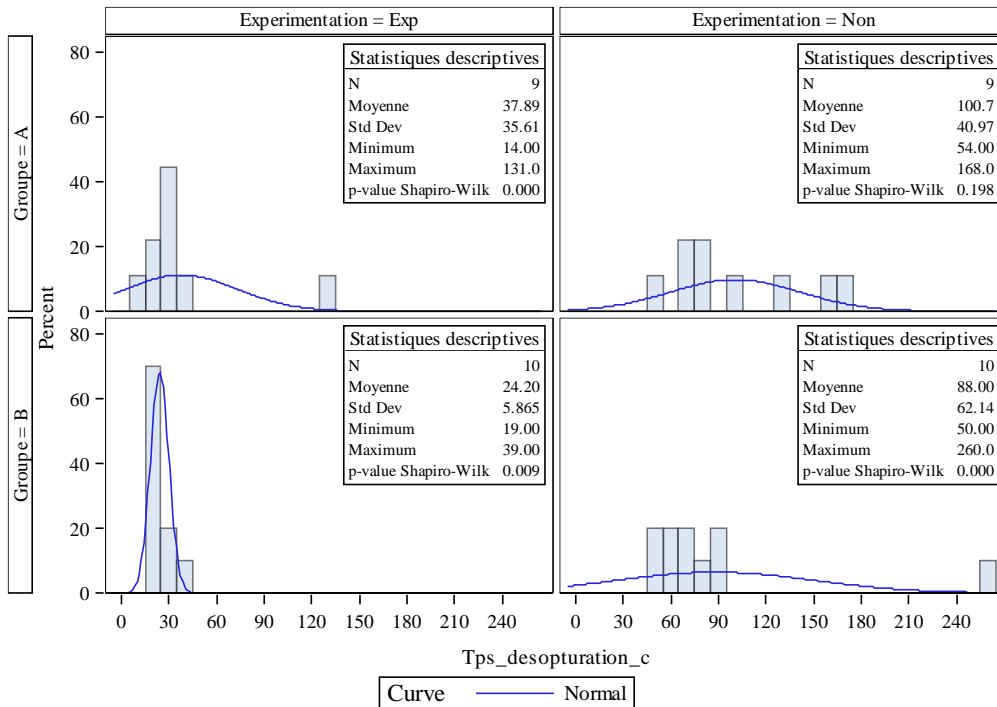 Experimentation = Exp
Experimentation = Non
Groupe = A
80
60
40
20
0
Statistiques descriptives
N 9
Moyenne 37.89
Std Dev 35.61
Minimum 14.00
Maximum 131.0
p-value Shapiro-Wilk 0.000
Statistiques descriptives
N 9
Moyenne 100.7
Std Dev 40.97
Minimum 54.00
Maximum 168.0
p-value Shapiro-Wilk 0.198
Percent
Groupe = B
80
60
40
20
0
Statistiques descriptives
N 10
Moyenne 24.20
Std Dev 5.865
Minimum 19.00
Maximum 39.00
p-value Shapiro-Wilk 0.009
Statistiques descriptives
N 10
Moyenne 88.00
Std Dev 62.14
Minimum 50.00
Maximum 260.0
p-value Shapiro-Wilk 0.000
0 30 60 90 120 150 180 210 240
0 30 60 90 120 150 180 210 240
Tps_desopturation_c
Curve Normal